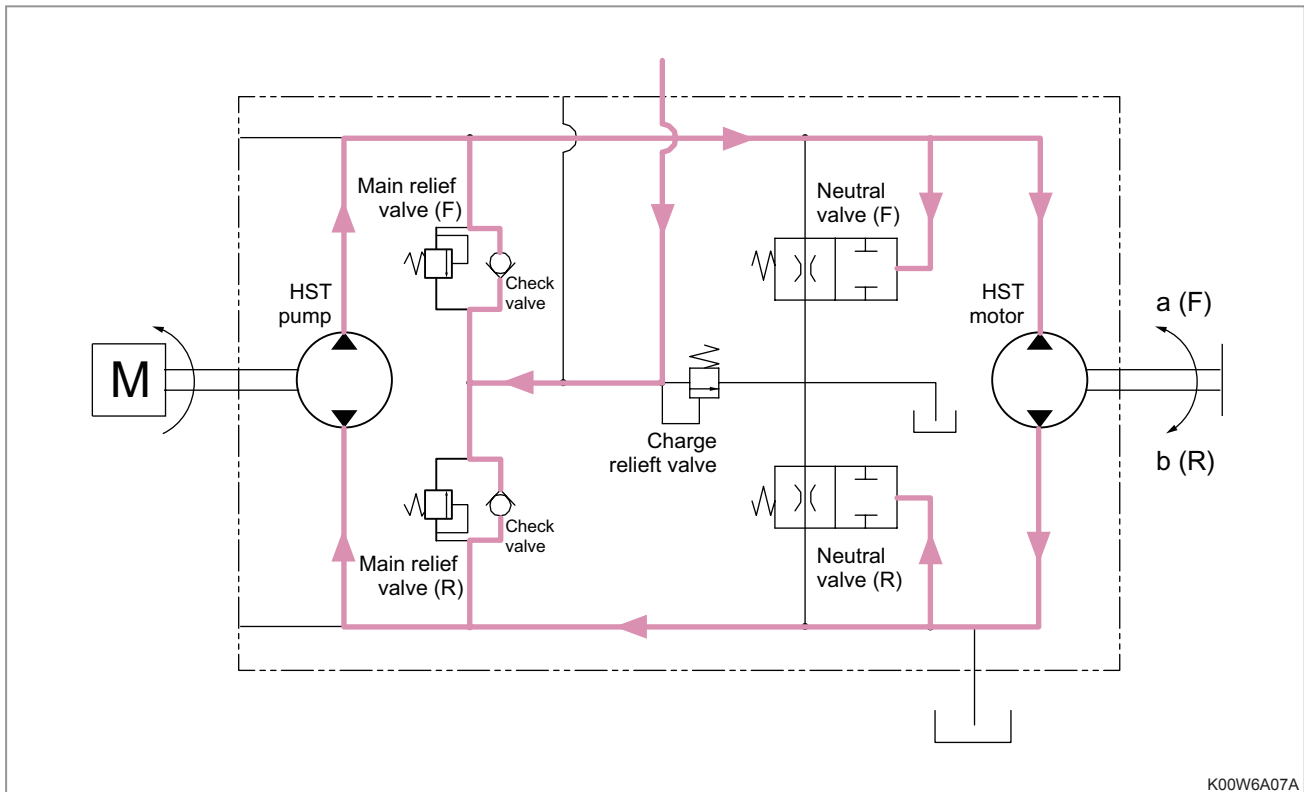 Main relief
valve (F)
Neutral
valve (F)
Check
valve
HST
pump
HST
motor
a (F)
M
Charge
relieft valve
b (R)
Check
valve
Main relief
valve (R)
Neutral
valve (R)
K00W6A07A